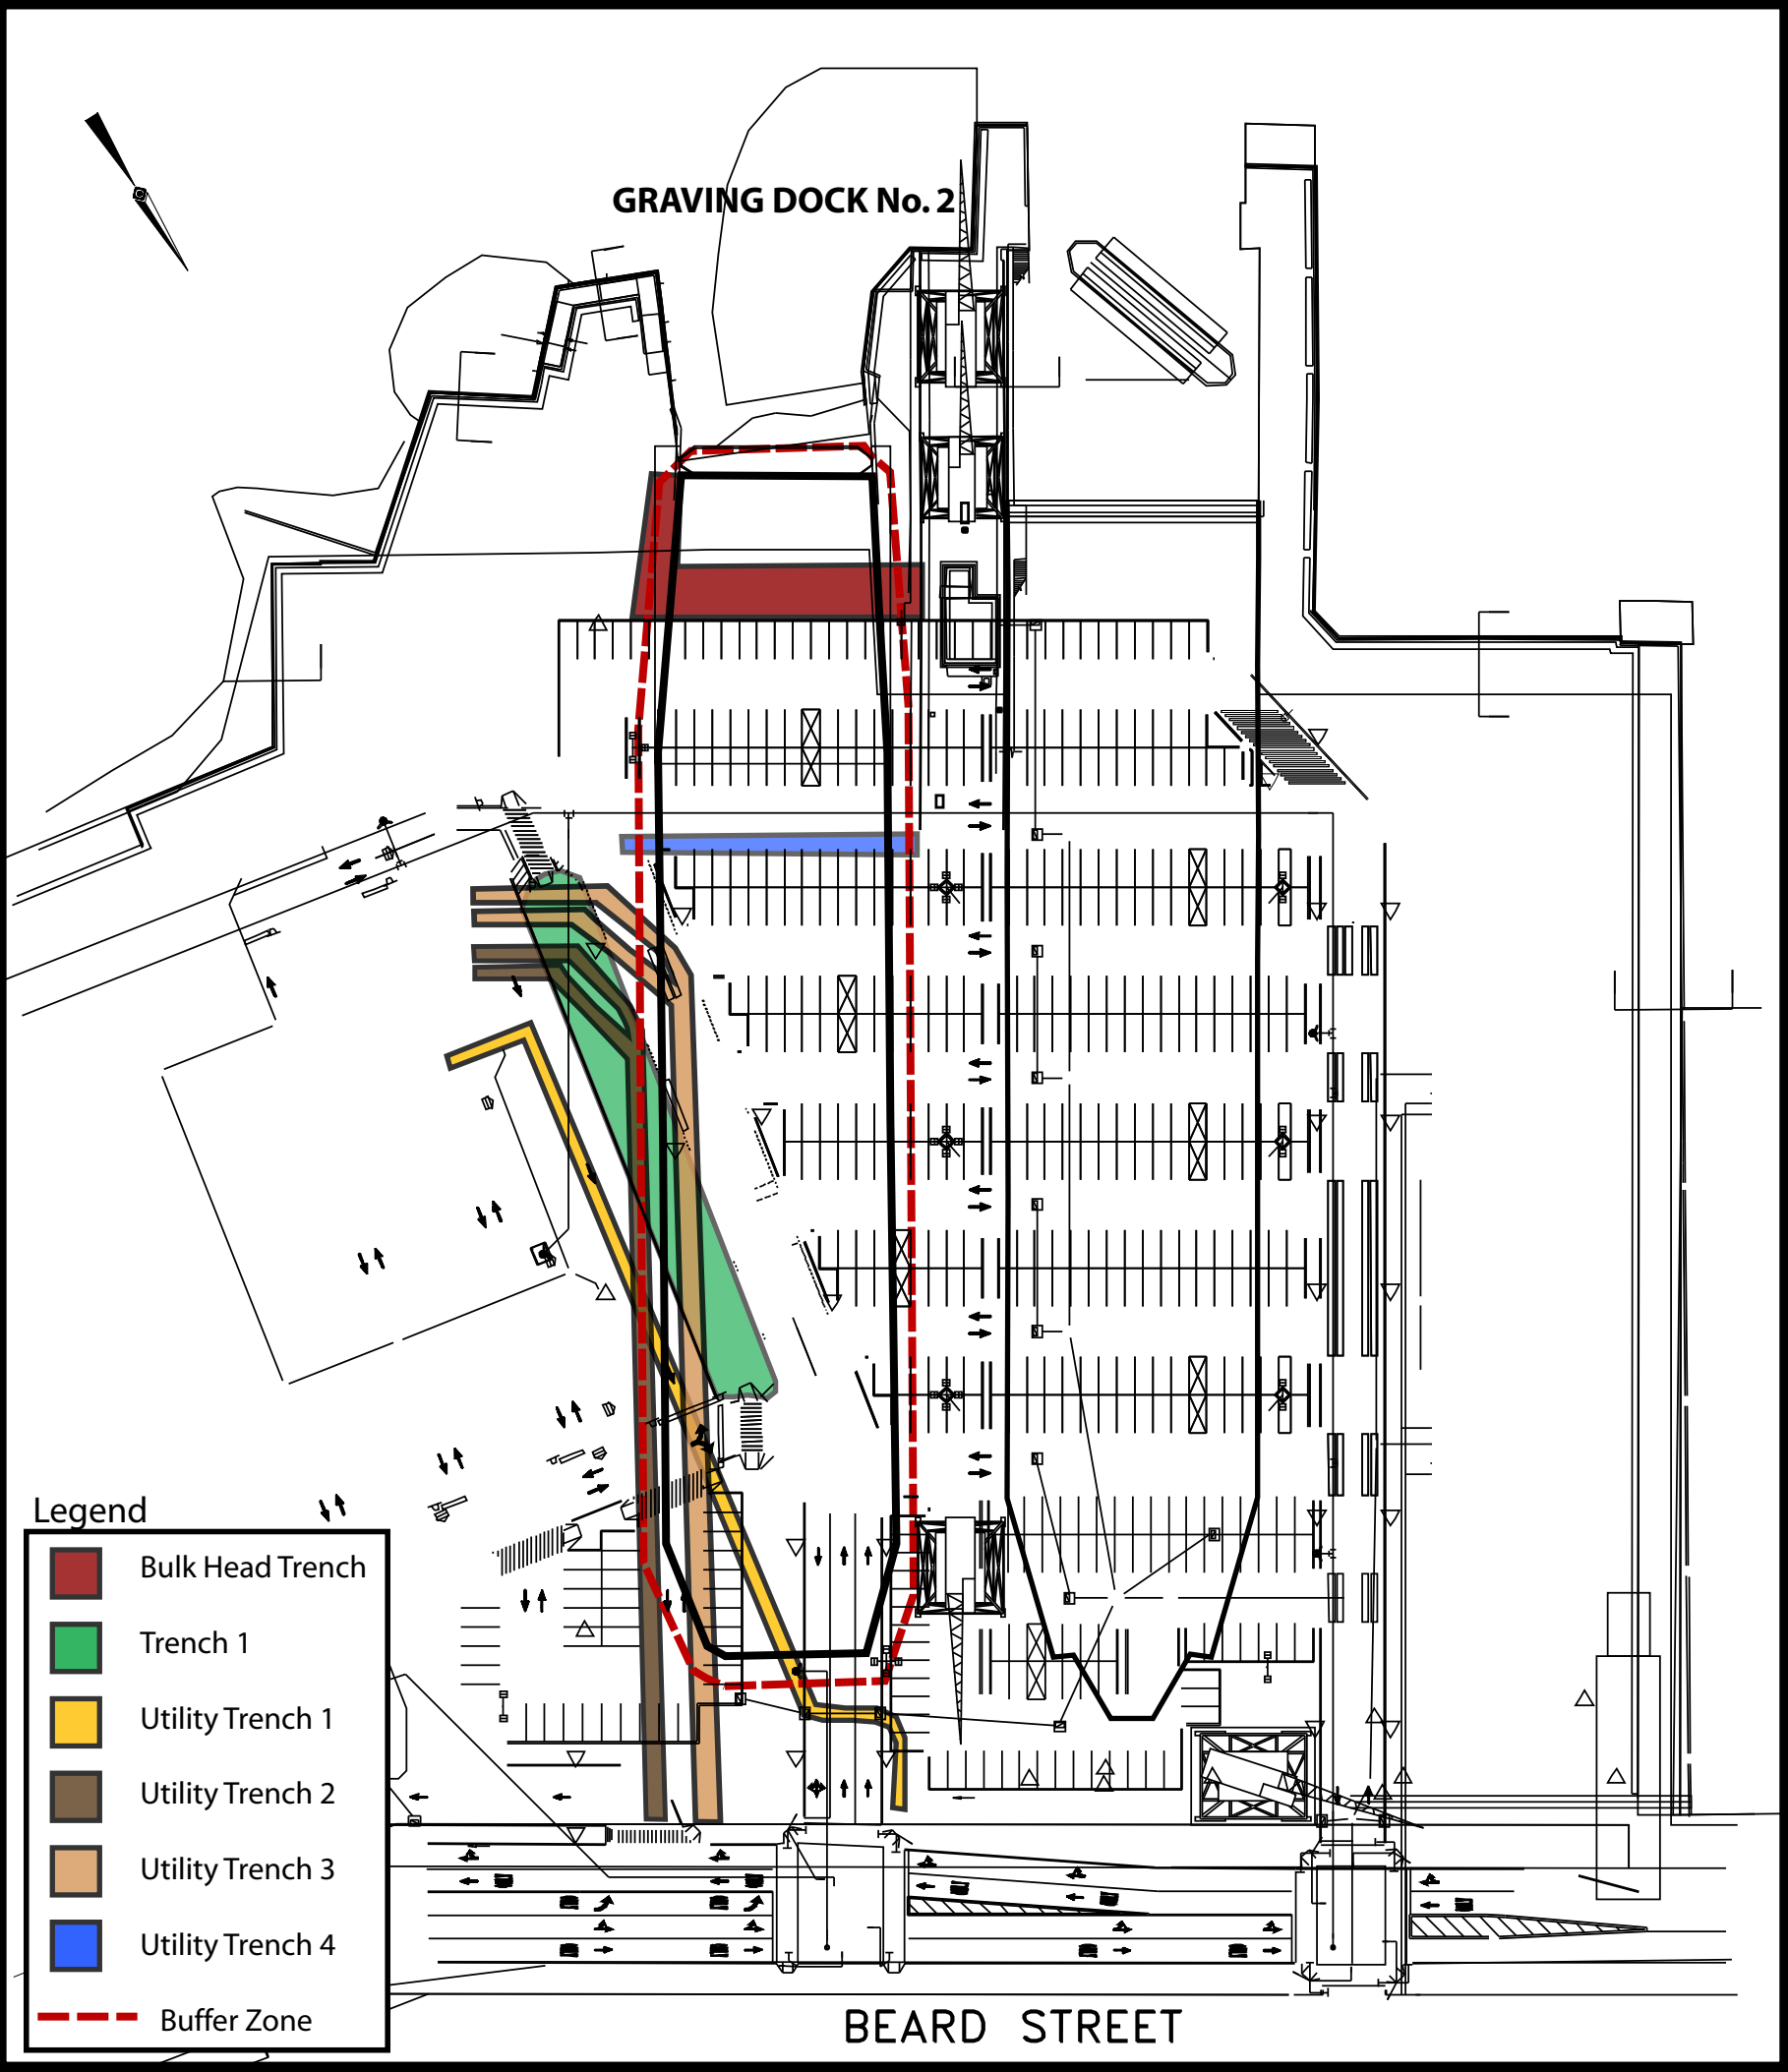 GRAVING DOCK No. 2
Legend
Bulk Head Trench
Trench 1
Utility Trench 1
Utility Trench 2
Utility Trench 3
Utility Trench 4
Buffer Zone
BEARD STREET